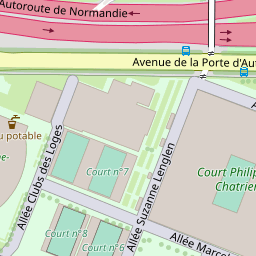 Autoroute de Normandie
Avenue de la Porte d'Aut
u potable
Allée Clubs des Loges
Court n°7
Allée Suzanne Lenglen
Court Philip
Chatrier
Court n°8
Court n°6
Allée Marcel